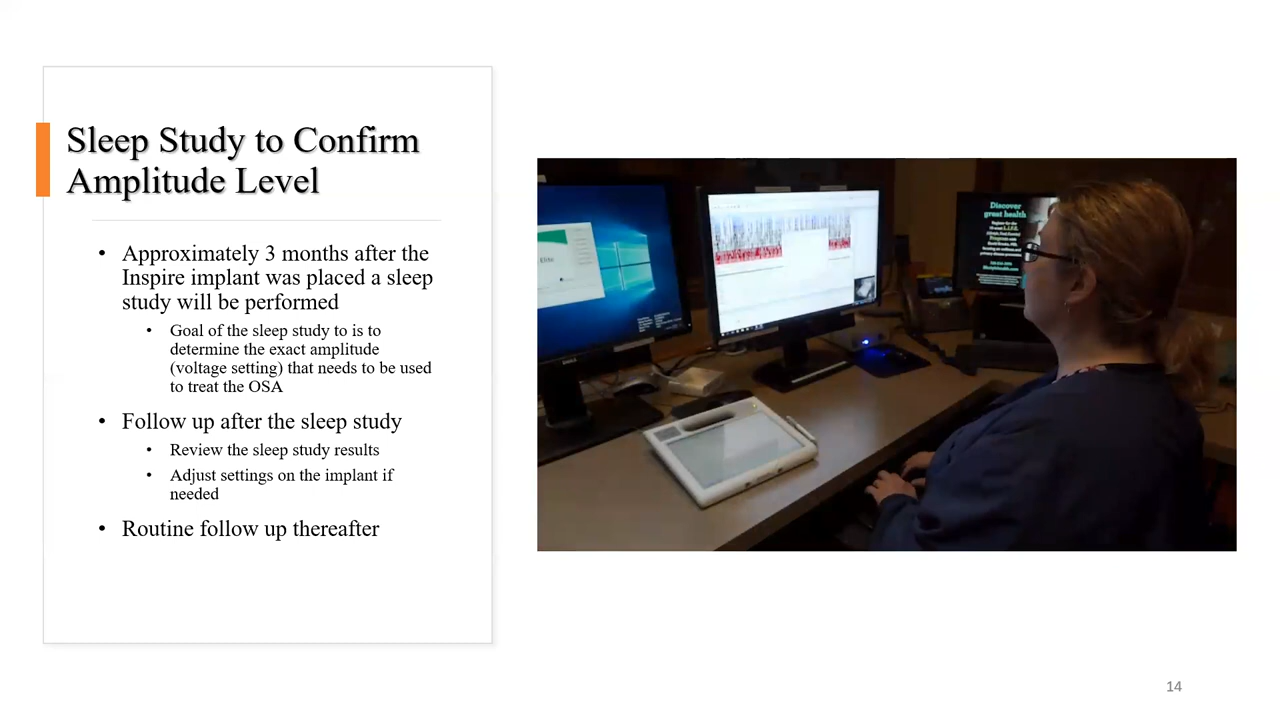 Sleep Study to Confirm
Amplitude Level
• Approximately 3 months after the
Inspire implant was placed a sleep
study will be performed
• Goal of the sleep study to is to
determine the exact amplitude
(voltage setting) that needs to be used
to treat the OSA
• Follow up after the sleep study
• Review the sleep study results
• Adjust settings on the implant if
needed
• Routine follow up thereafter
Elite
Discover
great health
14